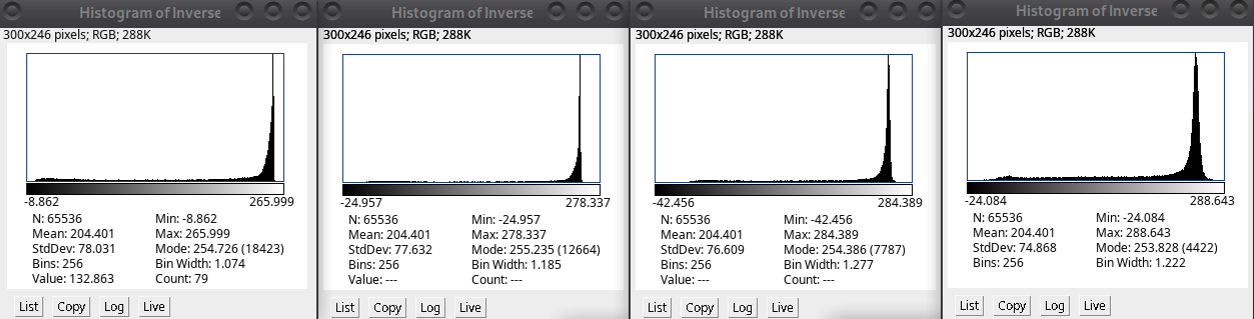 Histogram of Inverse
300x246 pixels; RGB; 288K
-8.862 265.999
N: 65536 Min: -8.862
Mean: 204.401 Max: 265.999
StdDev: 78.031 Mode: 254.726 (18423)
Bins: 256 Bin Width: 1.074
Value: 132.863 Count: 79
List Copy Log Live
Histogram of Inverse
300x246 pixels; RGB; 288K
-24.957 278.337
N: 65536 Min: -24.957
Mean: 204.401 Max: 278.337
StdDev: 77.632 Mode: 255.235 (12664)
Bins: 256 Bin Width: 1.185
Value: --- Count: ---
List Copy Log Live
Histogram of Inverse
300x246 pixels; RGB; 288K
-42.456 284.389
N: 65536 Min: -42.456
Mean: 204.401 Max: 284.389
StdDev: 76.609 Mode: 254.386 (7787)
Bins: 256 Bin Width: 1.277
Value: --- Count: ---
List Copy Log Live
Histogram of Inverse
300x246 pixels; RGB; 288K
-24.084 288.643
N: 65536 Min: -24.084
Mean: 204.401 Max: 288.643
StdDev: 74.868 Mode: 253.828 (4422)
Bins: 256 Bin Width: 1.222
List Copy Log Live